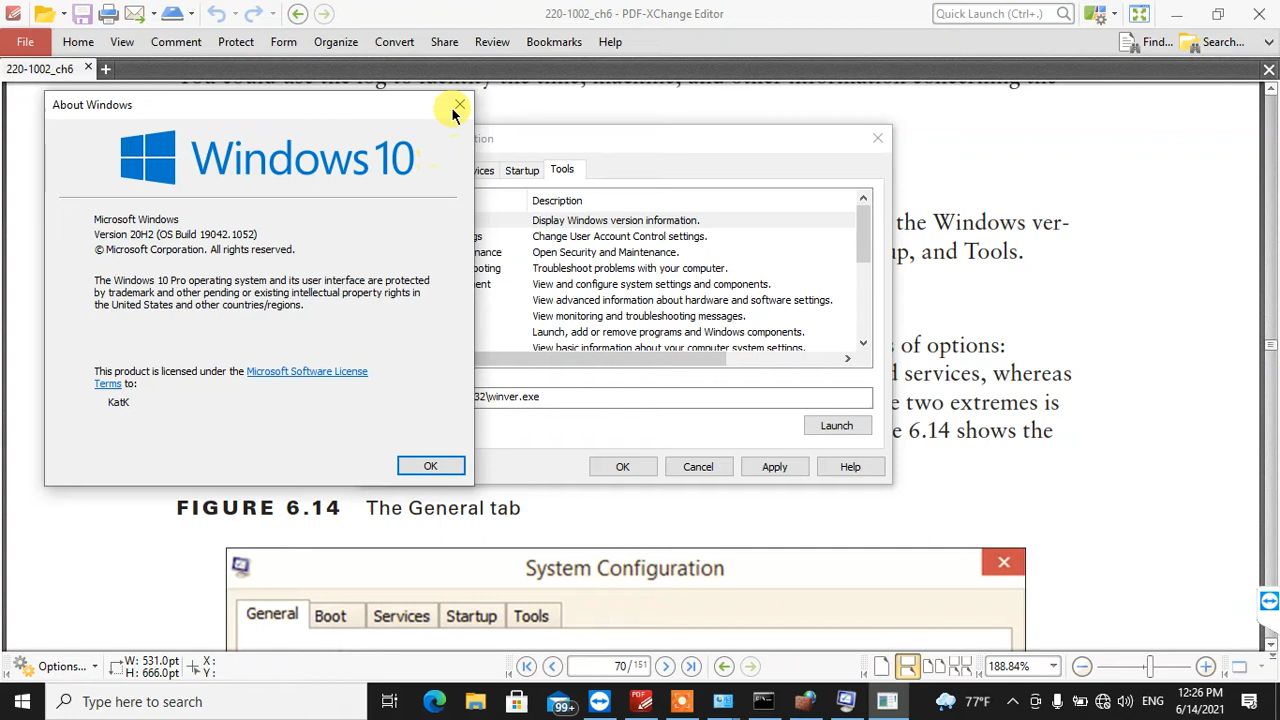 220-1002_ch6 - PDF-XChange Editor
Quick Launch (Ctrl+.)
File Home View Comment Protect Form Organize Convert Share Review Bookmarks Help
Find... Search...
220-1002_ch6
About Windows
Windows 10
Microsoft Windows
Version 20H2 (OS Build 19042.1052)
© Microsoft Corporation. All rights reserved.
The Windows 10 Pro operating system and its user interface are protected
by trademark and other pending or existing intellectual property rights in
the United States and other countries/regions.
This product is licensed under the Microsoft Software License
Terms to:
KatK
OK
tion
ices Startup Tools
Description
Display Windows version information.
gs Change User Account Control settings.
nance Open Security and Maintenance.
oting Troubleshoot problems with your computer.
ent View and configure system settings and components.
View advanced information about hardware and software settings.
View monitoring and troubleshooting messages.
Launch, add or remove programs and Windows components.
View basic information about your computer system settings.
32\winver.exe
Launch
OK Cancel Apply Help
the Windows ver-
up, and Tools.
s of options:
d services, whereas
e two extremes is
e 6.14 shows the
FIGURE 6.14 The General tab
System Configuration
General Boot Services Startup Tools
Options... W: 531.0pt H: 666.0pt X: Y: 70 / 151 188.84%
Type here to search
99+
77°F ENG
12:26 PM
6/14/2021